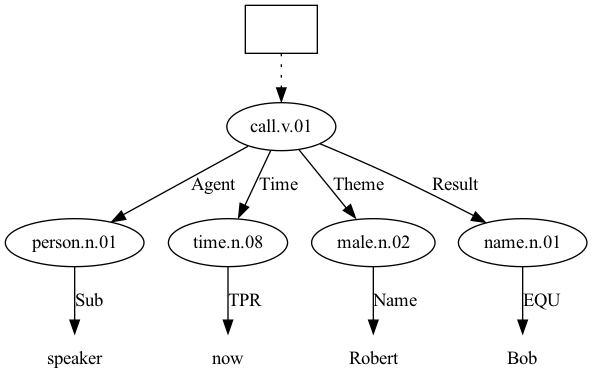 call.v.01
Agent Time Theme Result
person.n.01 time.n.08 male.n.02 name.n.01
Sub TPR Name EQU
speaker now Robert Bob